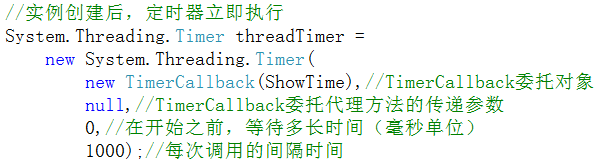 //实例创建后，定时器立即执行
System.Threading.Timer threadTimer =
new System.Threading.Timer(
new TimerCallback(ShowTime),//TimerCallback委托对象
null,//TimerCallback委托代理方法的传递参数
0,//在开始之前，等待多长时间（毫秒单位）
1000);//每次调用的间隔时间